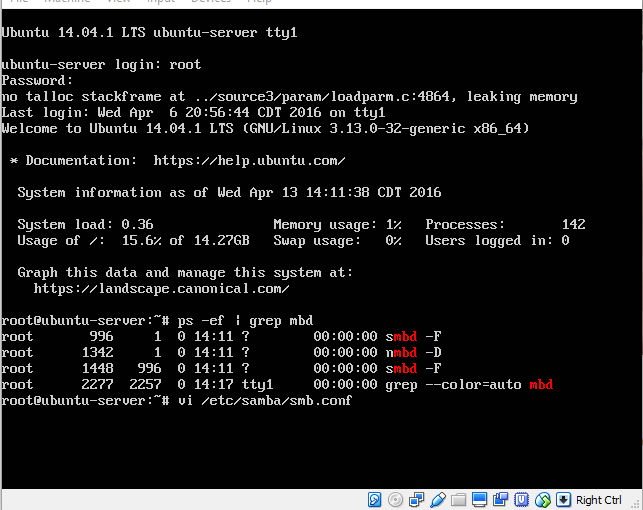 File Machine View Input Devices Help
Ubuntu 14.04.1 LTS ubuntu-server tty1
ubuntu-server login: root
Password:
no talloc stackframe at ../source3/param/loadparm.c:4864, leaking memory
Last login: Wed Apr  6 20:56:44 CDT 2016 on tty1
Welcome to Ubuntu 14.04.1 LTS (GNU/Linux 3.13.0-32-generic x86_64)
* Documentation:  https://help.ubuntu.com/
System information as of Wed Apr 13 14:11:38 CDT 2016
System load: 0.36 Memory usage: 1% Processes: 142
Usage of /: 15.6% of 14.27GB Swap usage: 0% Users logged in: 0
Graph this data and manage this system at:
https://landscape.canonical.com/
root@ubuntu-server:~# ps -ef | grep mbd
root 996 1 0 14:11 ? 00:00:00 smbd -F
root 1342 1 0 14:11 ? 00:00:00 nmbd -D
root 1448 996 0 14:11 ? 00:00:00 smbd -F
root 2277 2257 0 14:17 tty1 00:00:00 grep --color=auto mbd
root@ubuntu-server:~# vi /etc/samba/smb.conf
Right Ctrl